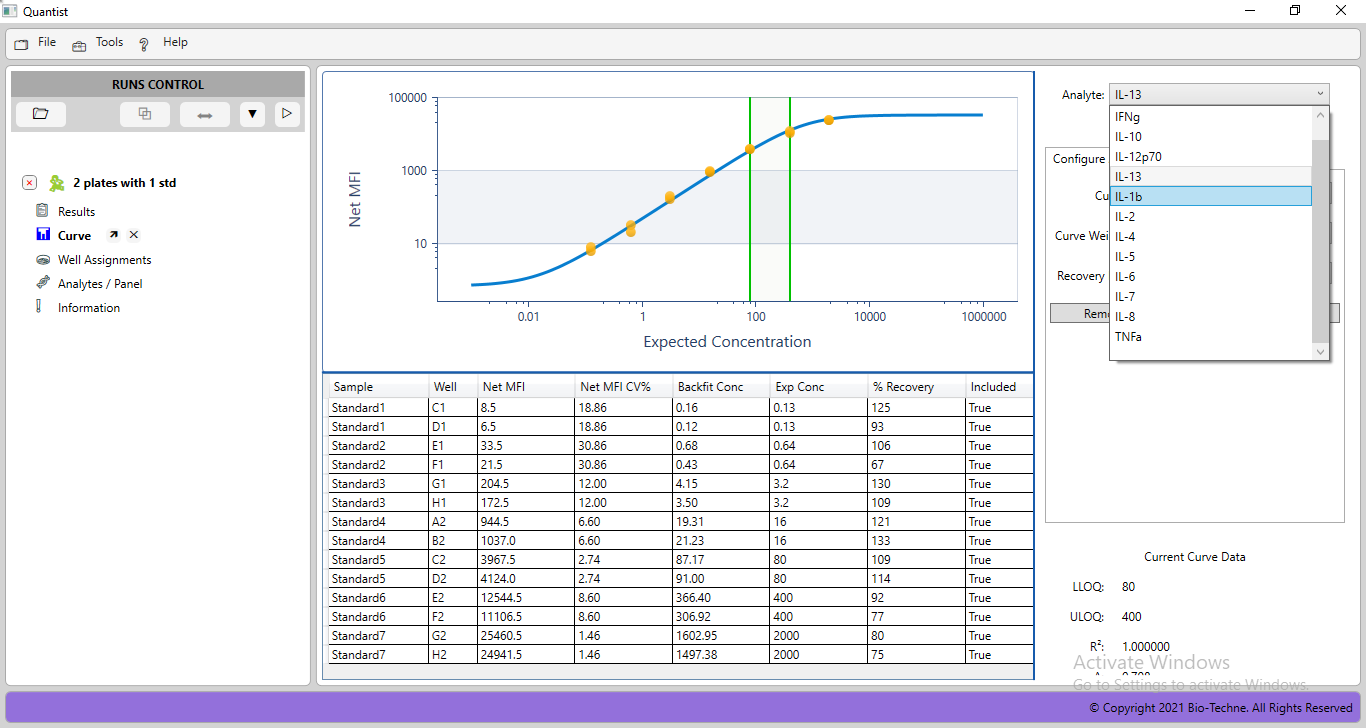 Quantist
File Tools ? Help
RUNS CONTROL
2 plates with 1 std
Results
Curve
Well Assignments
Analytes / Panel
Information
100000
1000
10
Net MFI
0.01 1 100 10000 1000000
Expected Concentration
Sample Well Net MFI Net MFI CV% Backfit Conc Exp Conc % Recovery Included
Standard1 C1 8.5 18.86 0.16 0.13 125 True
Standard1 D1 6.5 18.86 0.12 0.13 93 True
Standard2 E1 33.5 30.86 0.68 0.64 106 True
Standard2 F1 21.5 30.86 0.43 0.64 67 True
Standard3 G1 204.5 12.00 4.15 3.2 130 True
Standard3 H1 172.5 12.00 3.50 3.2 109 True
Standard4 A2 944.5 6.60 19.31 16 121 True
Standard4 B2 1037.0 6.60 21.23 16 133 True
Standard5 C2 3967.5 2.74 87.17 80 109 True
Standard5 D2 4124.0 2.74 91.00 80 114 True
Standard6 E2 12544.5 8.60 366.40 400 92 True
Standard6 F2 11106.5 8.60 306.92 400 77 True
Standard7 G2 25460.5 1.46 1602.95 2000 80 True
Standard7 H2 24941.5 1.46 1497.38 2000 75 True
Analyte: IL-13
IFNg
IL-10
IL-12p70
IL-13
IL-1b
IL-2
IL-4
IL-5
IL-6
IL-7
IL-8
TNFa
Configure
Cu
Curve Wei
Recovery
Rem
Current Curve Data
LLOQ: 80
ULOQ: 400
R²: 1.000000
Activate Windows
Go to Settings to activate Windows.
© Copyright 2021 Bio-Techne. All Rights Reserved